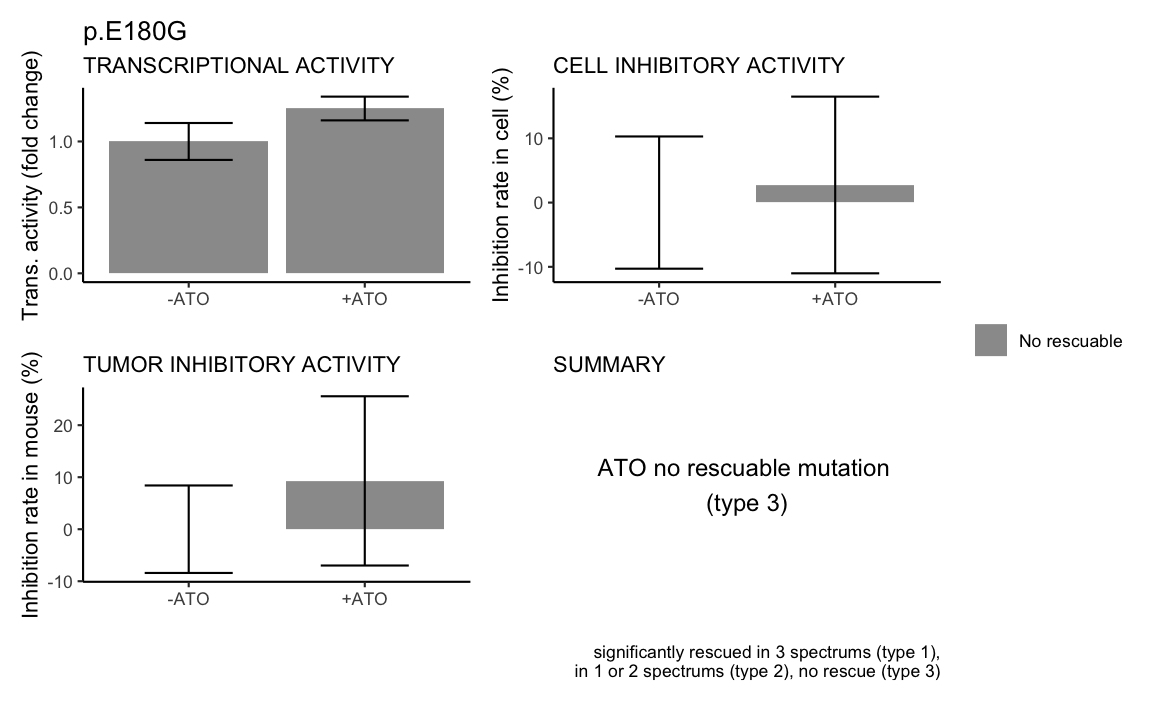 p.E180G
TRANSCRIPTIONAL ACTIVITY
Trans. activity (fold change)
1.0
0.5
0.0
-ATO
+ATO
CELL INHIBITORY ACTIVITY
Inhibition rate in cell (%)
10
0
-10
-ATO
+ATO
No rescuable
TUMOR INHIBITORY ACTIVITY
Inhibition rate in mouse (%)
20
10
0
-10
-ATO
+ATO
SUMMARY
ATO no rescuable mutation
(type 3)
significantly rescued in 3 spectrums (type 1),
in 1 or 2 spectrums (type 2), no rescue (type 3)